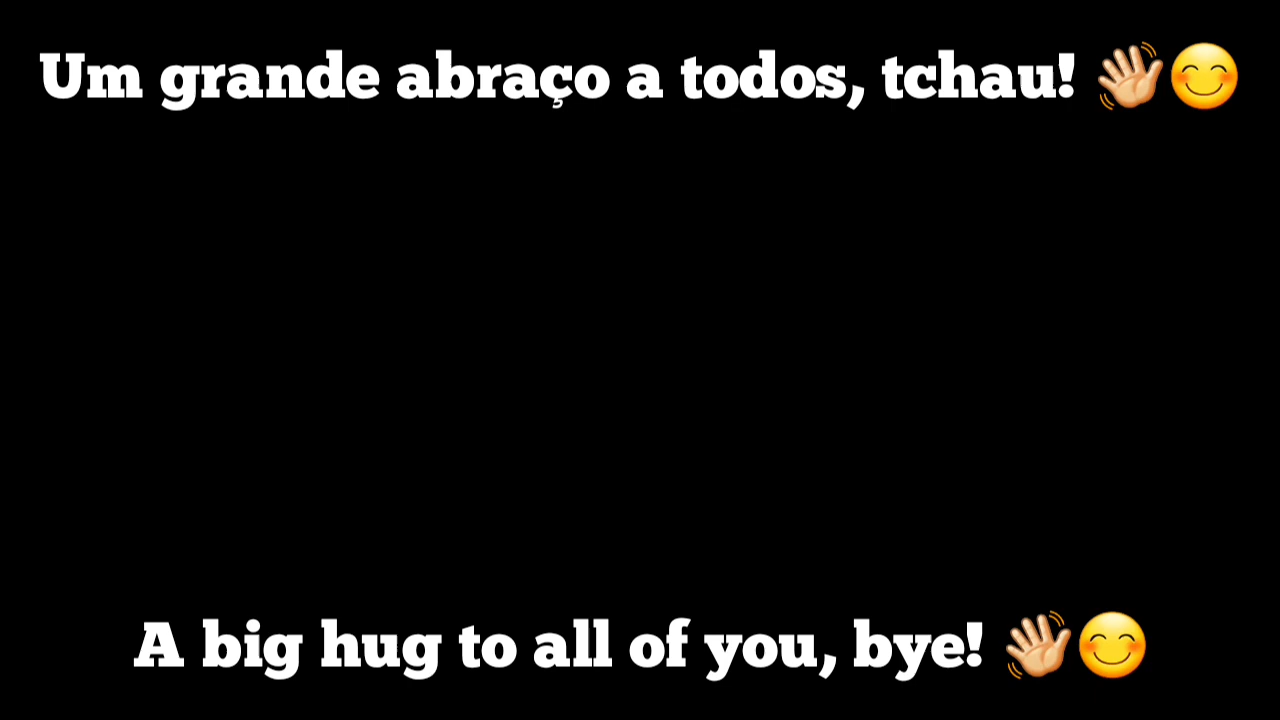 Um grande abraço a todos, tchau! 👋🏼😊
A big hug to all of you, bye! 👋🏼😊